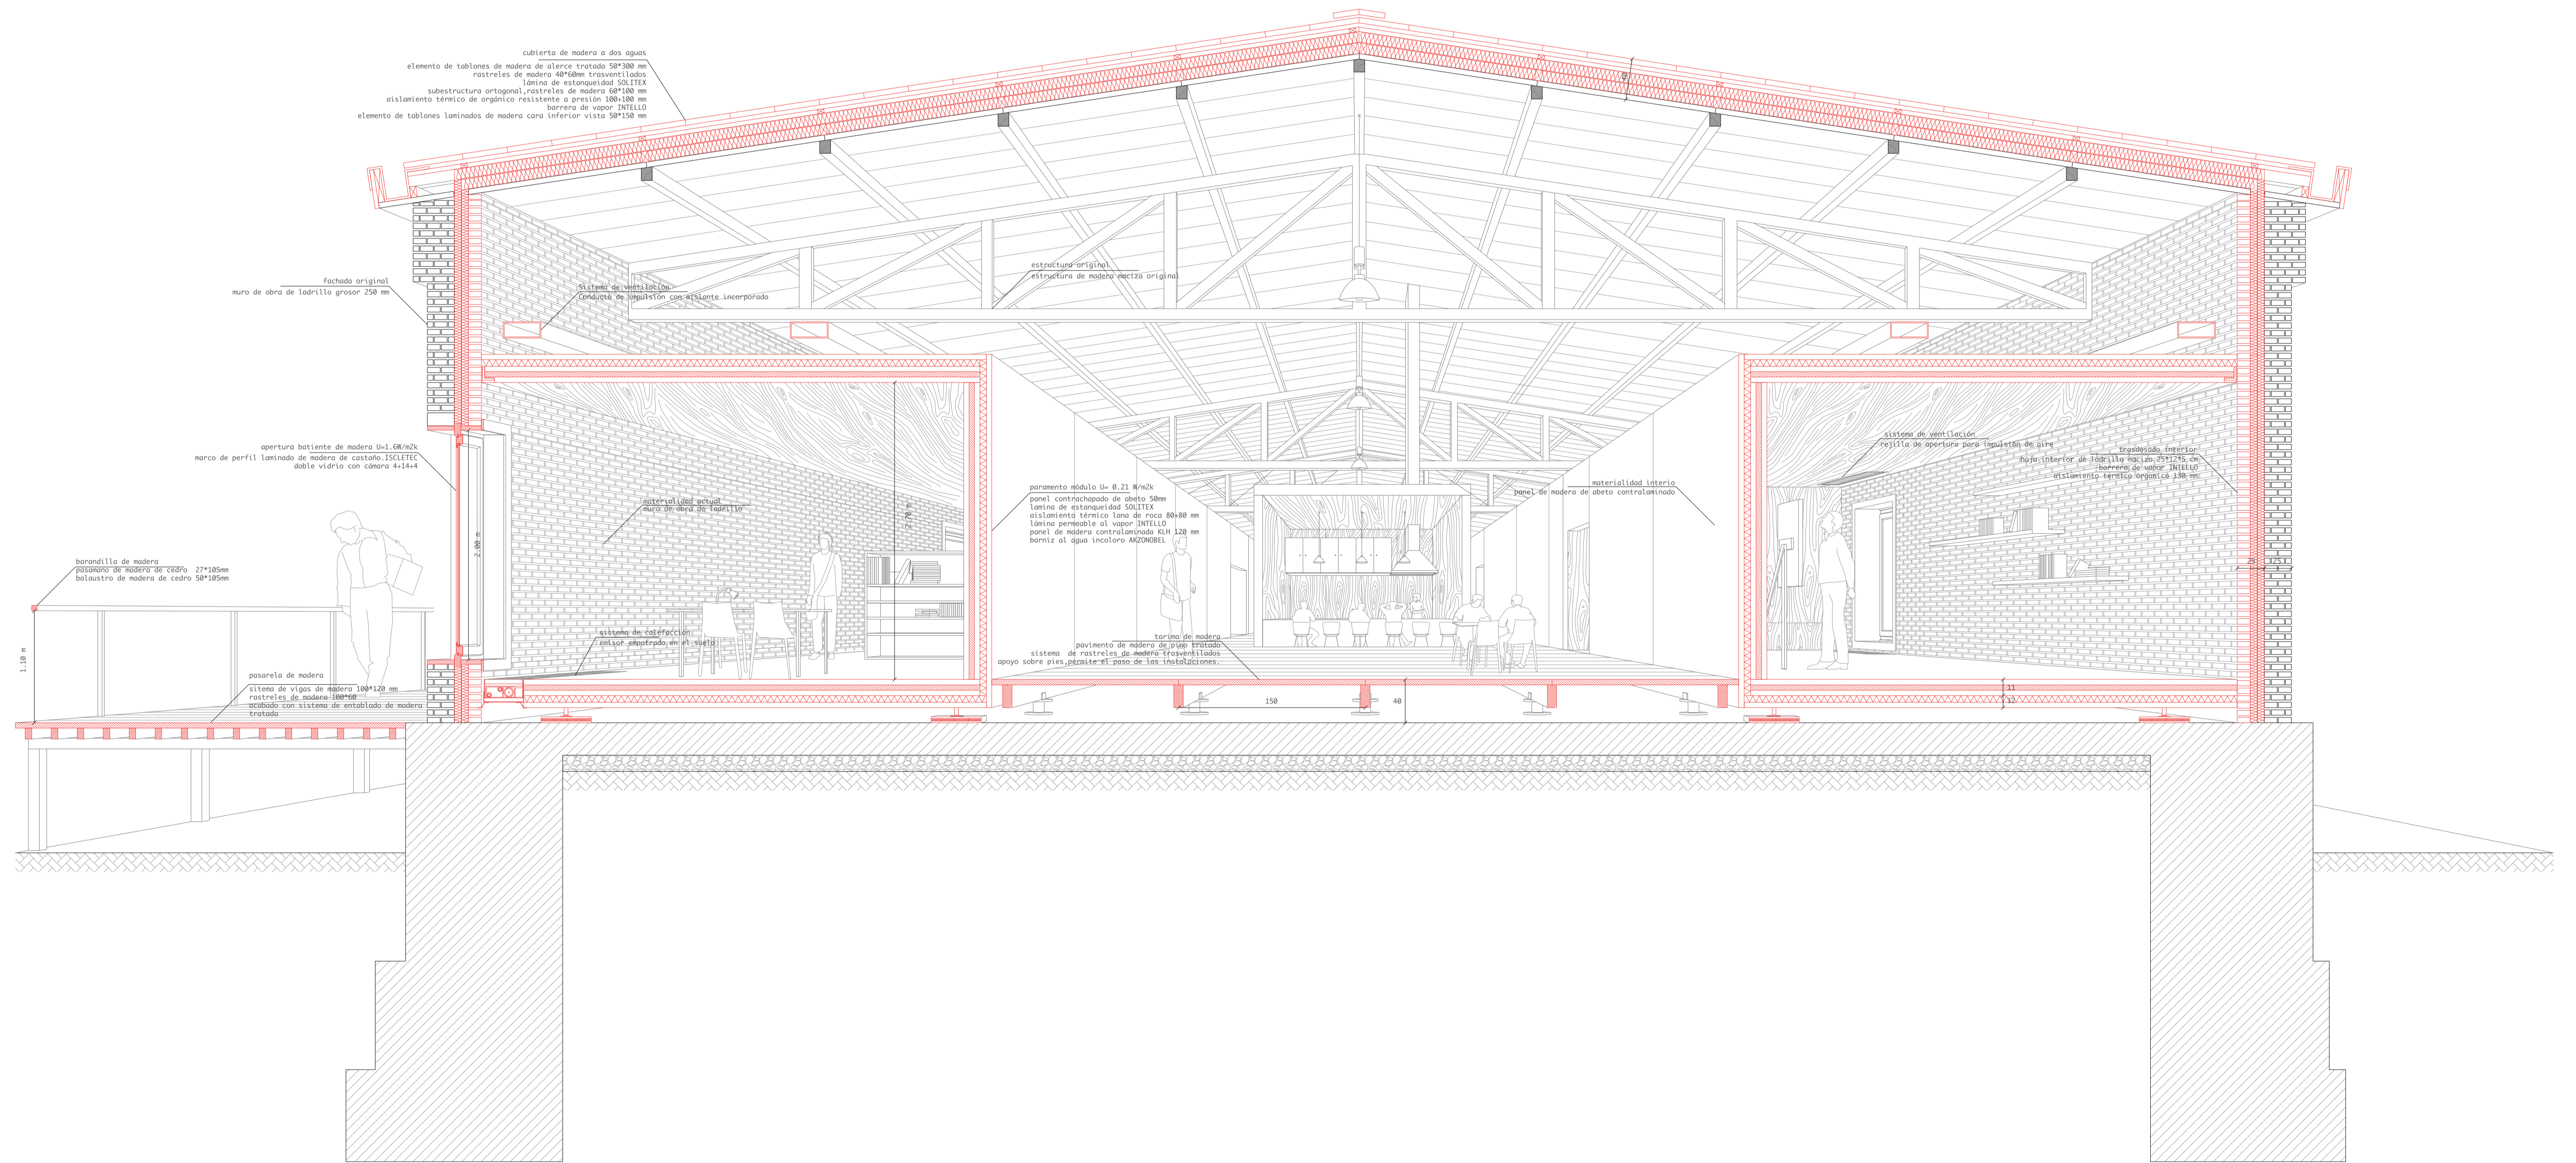 cubierta de madera a dos aguas
elemento de tablones de madera de alerce tratada 50*300 mm
rastreles de madera 40*60mm trasventilados
lámina de estanqueidad SOLITEX
subestructura ortogonal,rastreles de madera 60*100 mm
aislamiento térmico de orgánico resistente a presión 100+100 mm
barrera de vapor INTELLO
elemento de tablones laminados de madera cara inferior vista 50*150 mm
40
fachada original
muro de obra de ladrillo grosor 250 mm
Sistema de ventilación
Conducto de impulsión con aislante incorporado
estructura original
estructura de madera maciza original
apertura batiente de madera U=1.6W/m2k
marco de perfil laminado de madera de castaño.ISCLETEC
doble vidrio con cámara 4+14+4
sistema de ventilación
rejilla de apertura para impulsión de aire
trasdosado interior
hoja interior de ladrillo macizo 25*12*5 cm
barrera de vapor INTELLO
aislamiento térmico orgánico 130 mm
materialidad actual
muro de obra de ladrillo
paramento módulo U= 0.21 W/m2k
panel contrachapado de abeto 50mm
lamina de estanqueidad SOLITEX
aislamiento térmico lana de roca 80+80 mm
lámina permeable al vapor INTELLO
panel de madera contralaminada KLH 120 mm
barniz al agua incoloro AKZONOBEL
materialidad interio
panel de madera de abeto contralaminado
2.70 m
2.00 m
25
25
barandilla de madera
pasamano de madera de cedro  27*105mm
balaustro de madera de cedro 50*105mm
1.10 m
sistema de calefacción
emisor empotrado en el suelo
tarima de madera
pavimento de madera de pino tratado
sistema  de rastreles de madera trasventilados
apoyo sobre pies,permite el paso de las instalaciones.
pasarela de madera
sitema de vigas de madera 100*120 mm
rastreles de madera 100*60
acabado con sistema de entablado de madera
tratada
150
40
11
12